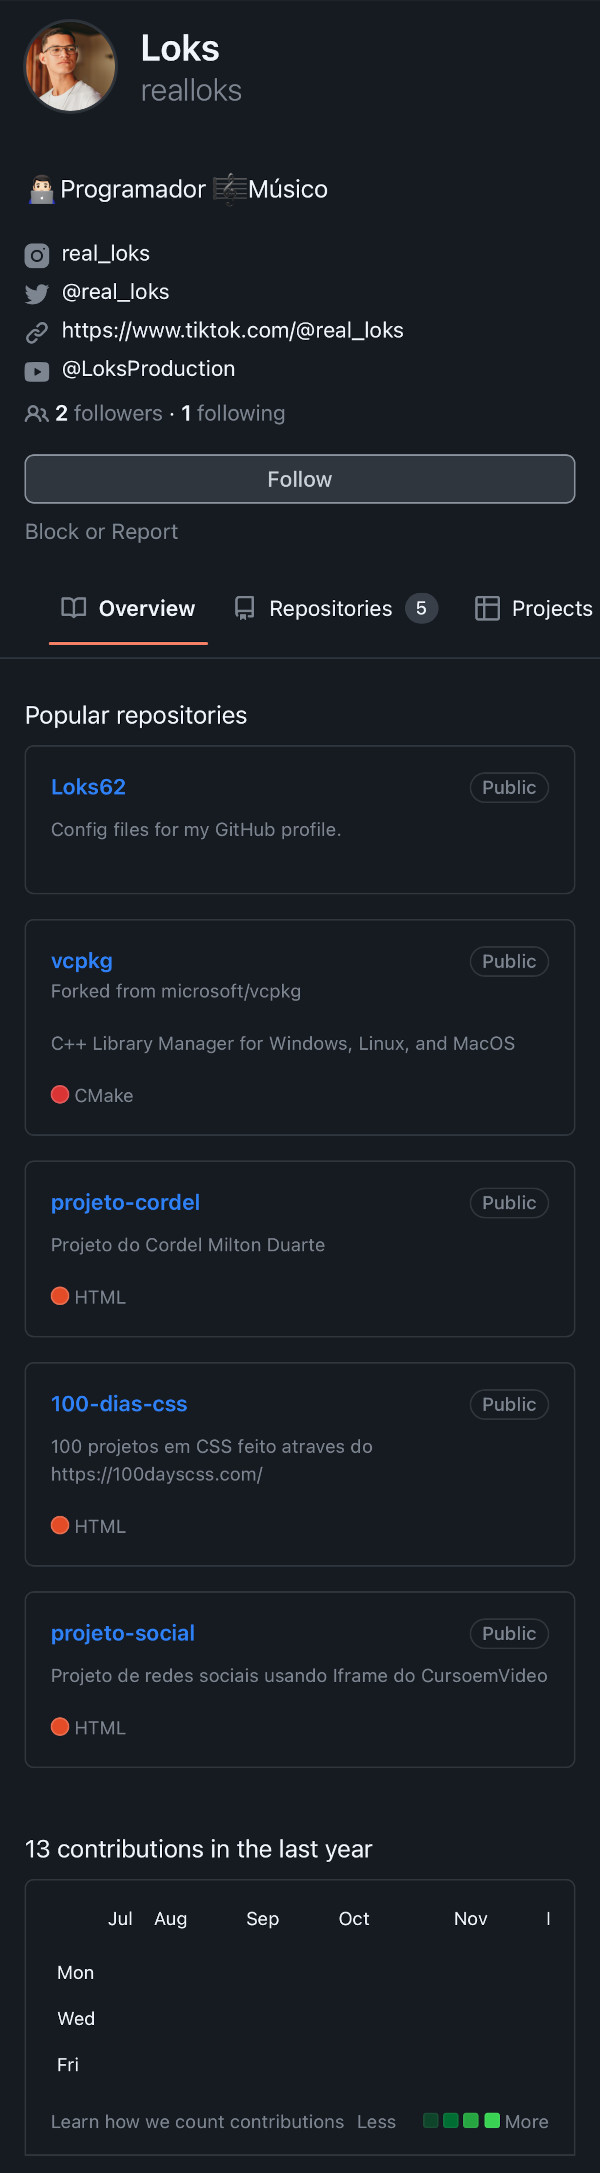 Loks
realloks
Programador Músico
real_loks
@real_loks
https://www.tiktok.com/@real_loks
@LoksProduction
2 followers · 1 following
Follow
Block or Report
Overview Repositories 5 Projects
Popular repositories
Loks62 Public
Config files for my GitHub profile.
vcpkg Public
Forked from microsoft/vcpkg
C++ Library Manager for Windows, Linux, and MacOS
CMake
projeto-cordel Public
Projeto do Cordel Milton Duarte
HTML
100-dias-css Public
100 projetos em CSS feito atraves do
https://100dayscss.com/
HTML
projeto-social Public
Projeto de redes sociais usando Iframe do CursoemVideo
HTML
13 contributions in the last year
Jul Aug Sep Oct Nov
Mon
Wed
Fri
Learn how we count contributions Less More